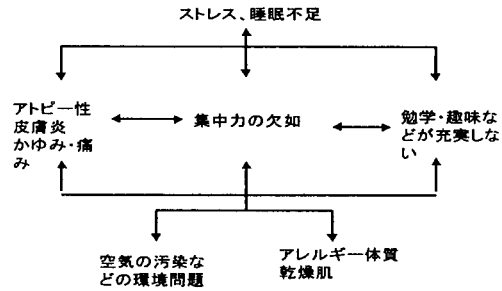 ストレス、睡眠不足
アトピー性
皮膚炎
かゆみ・痛
み
集中力の欠如
勉学・趣味な
どが充実しな
い
空気の汚染な
どの環境問題
アレルギー体質
乾燥肌